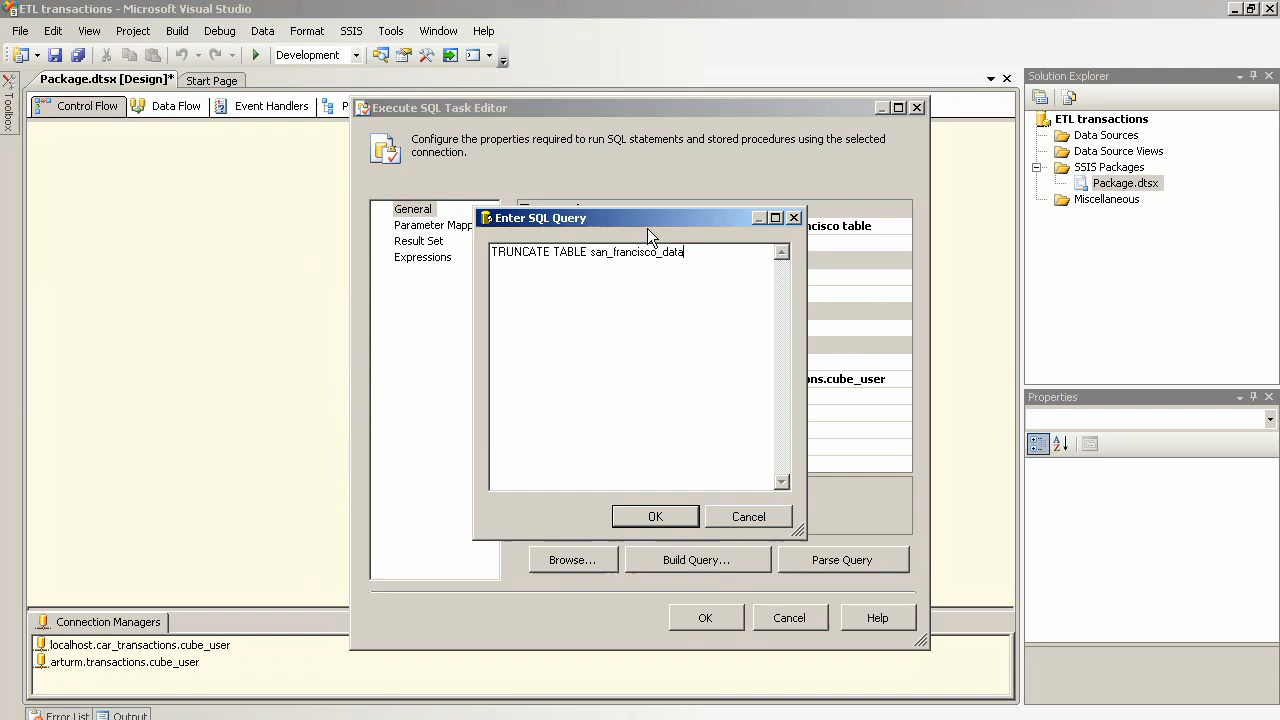 ETL transactions - Microsoft Visual Studio
File Edit View Project Build Debug Data Format SSIS Tools Window Help
Development
Package.dtsx [Design]* Start Page
Control Flow Data Flow Event Handlers P
Toolbox
Execute SQL Task Editor
Configure the properties required to run SQL statements and stored procedures using the selected
connection.
General
Parameter Mapp
Result Set
Expressions
ncisco table
ons.cube_user
Enter SQL Query
TRUNCATE TABLE san_francisco_data
OK Cancel
Browse... Build Query... Parse Query
OK Cancel Help
Connection Managers
localhost.car_transactions.cube_user
arturm.transactions.cube_user
Error List Output
Solution Explorer
ETL transactions
Data Sources
Data Source Views
SSIS Packages
Package.dtsx
Miscellaneous
Properties